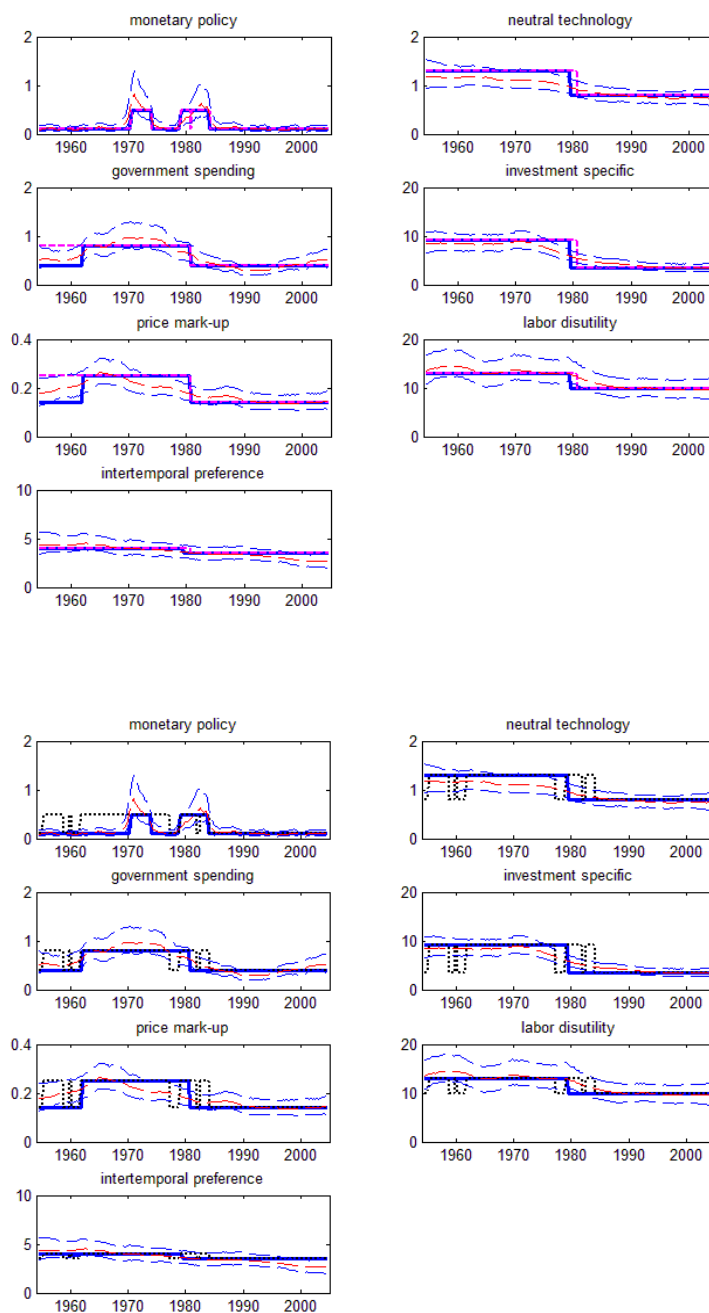 monetary policy
2
1
0
1960 1970 1980 1990 2000
neutral technology
2
1
0
1960 1970 1980 1990 2000
government spending
2
1
0
1960 1970 1980 1990 2000
investment specific
20
10
0
1960 1970 1980 1990 2000
price mark-up
0.4
0.2
0
1960 1970 1980 1990 2000
labor disutility
20
10
0
1960 1970 1980 1990 2000
intertemporal preference
10
5
0
1960 1970 1980 1990 2000
monetary policy
2
1
0
1960 1970 1980 1990 2000
neutral technology
2
1
0
1960 1970 1980 1990 2000
government spending
2
1
0
1960 1970 1980 1990 2000
investment specific
20
10
0
1960 1970 1980 1990 2000
price mark-up
0.4
0.2
0
1960 1970 1980 1990 2000
labor disutility
20
10
0
1960 1970 1980 1990 2000
intertemporal preference
10
5
0
1960 1970 1980 1990 2000